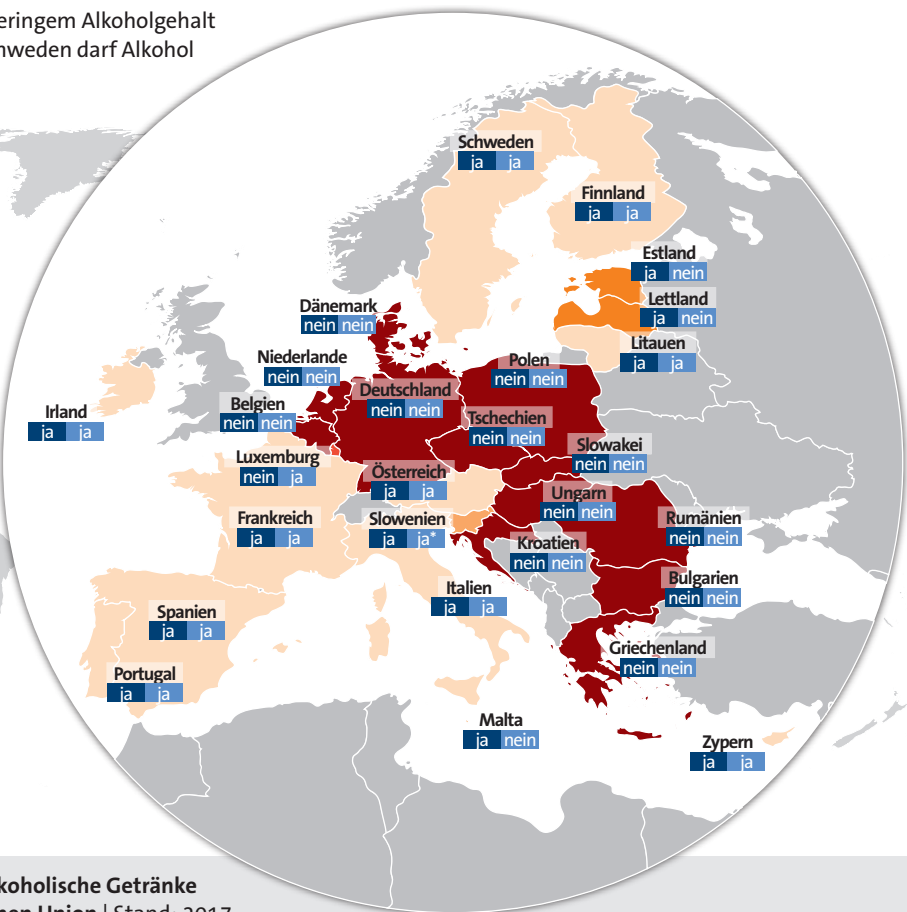 eringem Alkoholgehalt
nweden darf Alkohol
Schweden
ja ja
Finnland
ja ja
Estland
ja nein
Lettland
ja nein
Litauen
ja ja
Dänemark
nein nein
Niederlande
nein nein
Polen
nein nein
Deutschland
nein nein
Belgien
nein nein
Irland
ja ja
Tschechien
nein nein
Slowakei
nein nein
Luxemburg
nein ja
Österreich
ja ja
Ungarn
nein nein
Frankreich
ja ja
Slowenien
ja ja*
Rumänien
nein nein
Kroatien
nein nein
Italien
ja ja
Bulgarien
nein nein
Spanien
ja ja
Griechenland
nein nein
Portugal
ja ja
Malta
ja nein
Zypern
ja ja
koholische Getränke
nen Union | Stand: 2017